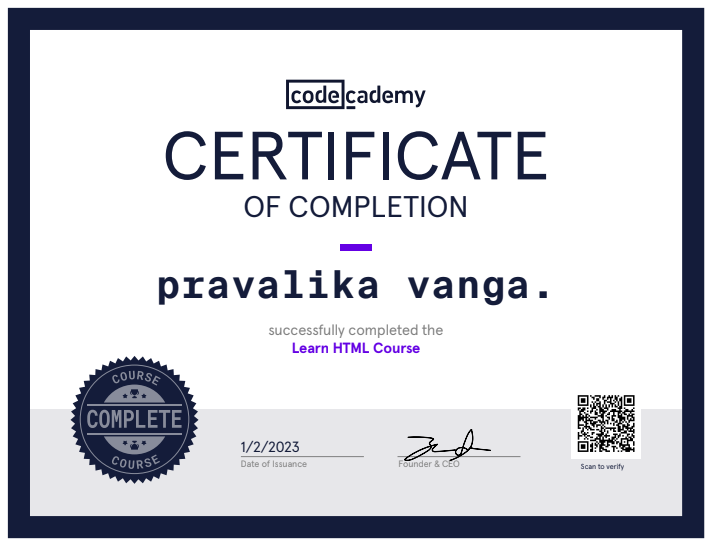 codecademy
CERTIFICATE
OF COMPLETION
pravalika vanga.
successfully completed the
Learn HTML Course
COURSE
COMPLETE
COURSE
1/2/2023
Date of Issuance
Founder & CEO
Scan to verify